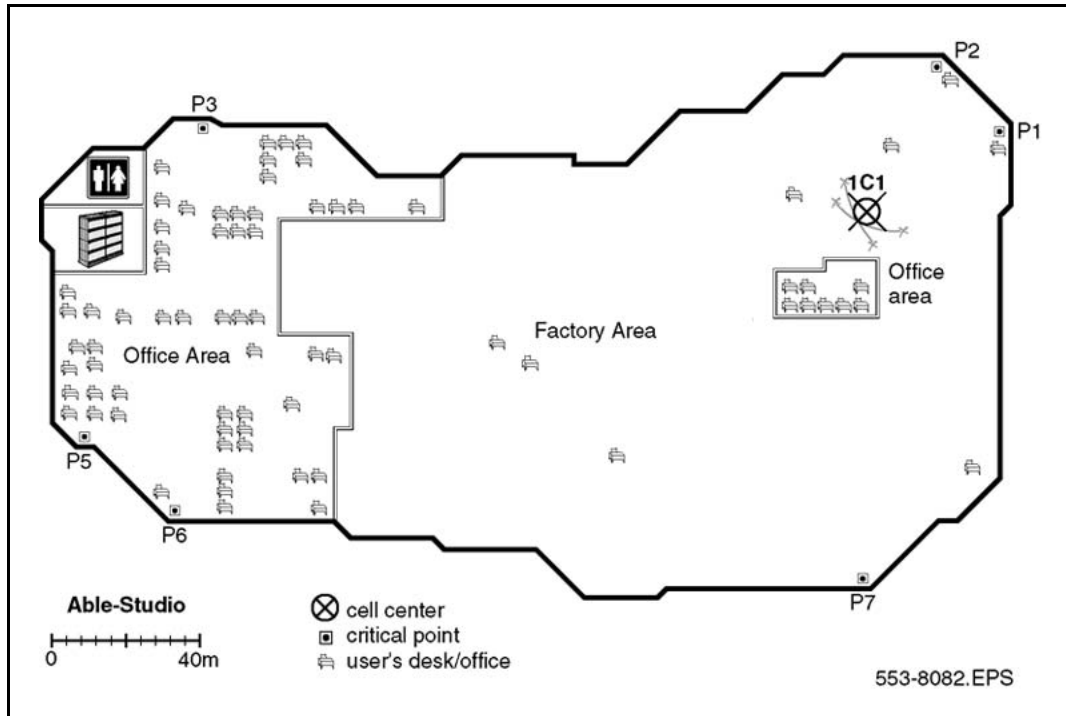 P2
P3
P1
1C1
Office
area
Factory Area
Office Area
P5
P6
P7
Able-Studio
0 40m
cell center
critical point
user's desk/office
553-8082.EPS